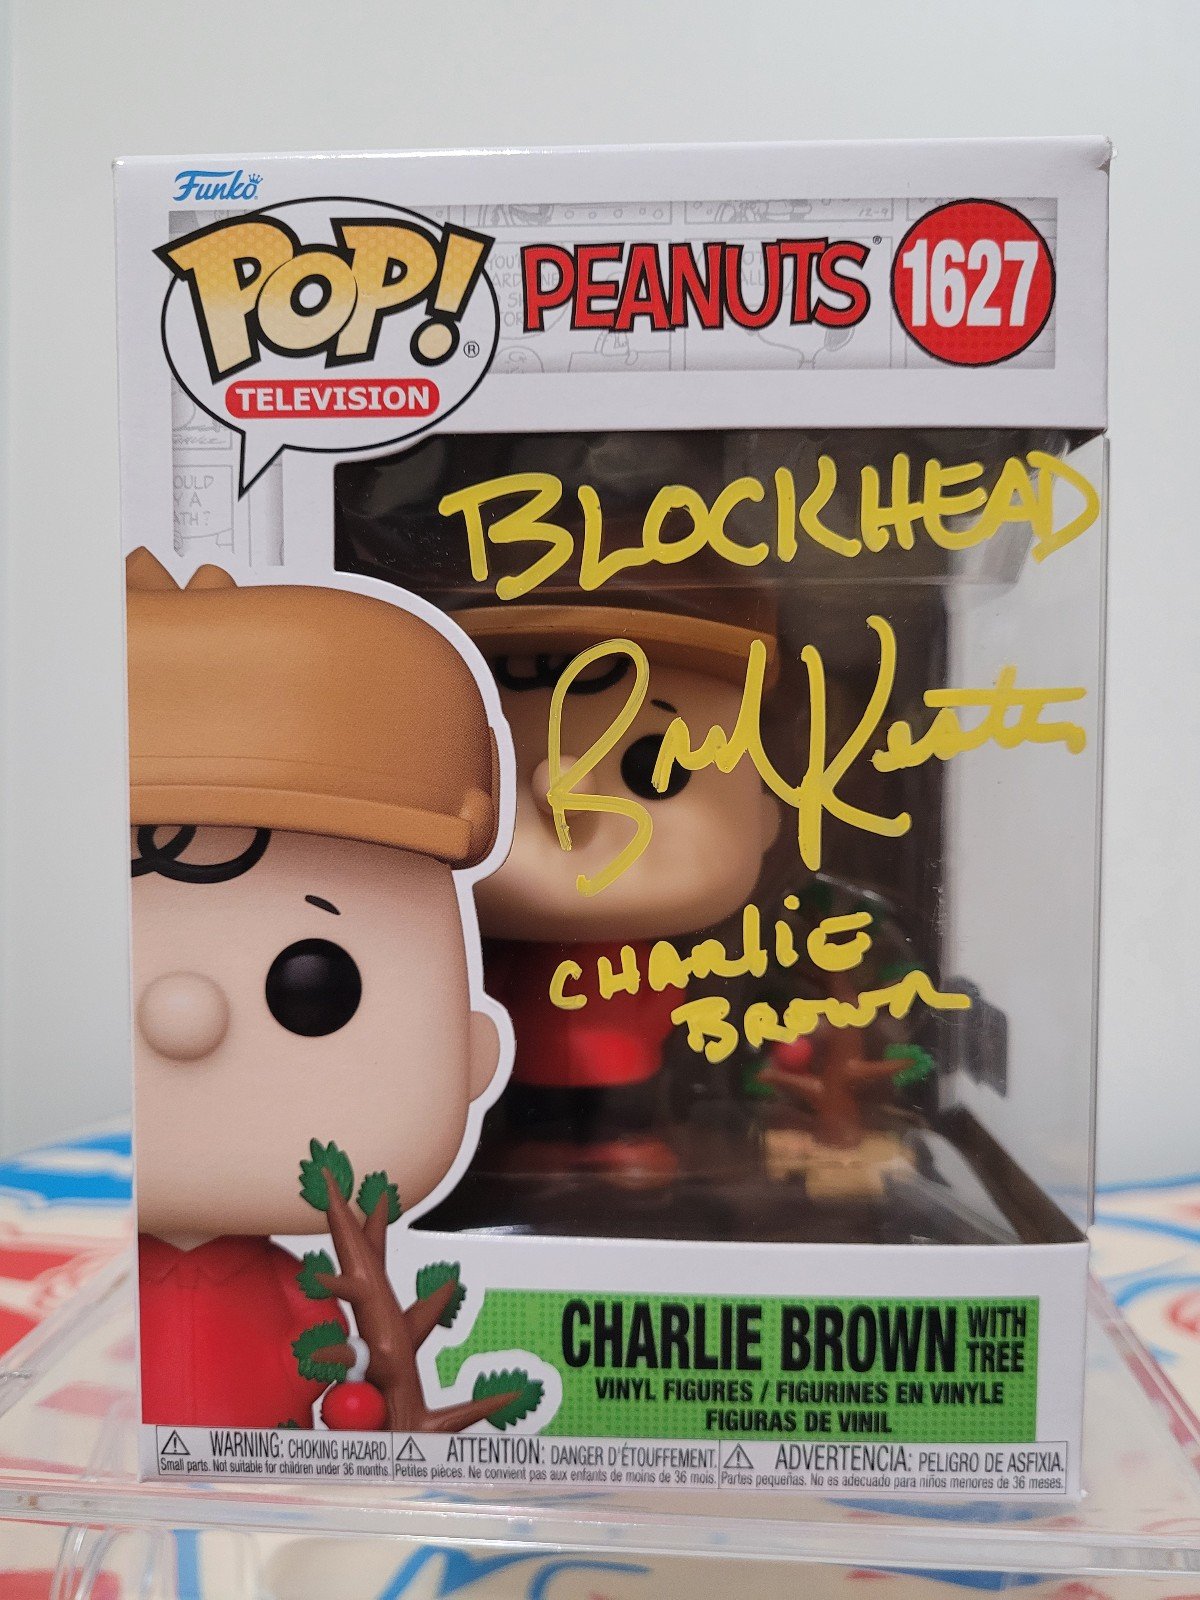 Funko
POP!®
TELEVISION
PEANUTS®
1627
BLOCKHEAD
Brad Kesten
CHARLIE
BROWN
CHARLIE BROWN WITH TREE
VINYL FIGURES / FIGURINES EN VINYLE
FIGURAS DE VINIL
⚠ WARNING: CHOKING HAZARD.
Small parts. Not suitable for children under 36 months.
⚠ ATTENTION: DANGER D'ÉTOUFFEMENT.
Petites pièces. Ne convient pas aux enfants de moins de 36 mois.
⚠ ADVERTENCIA: PELIGRO DE ASFIXIA.
Partes pequeñas. No es adecuado para niños menores de 36 meses.